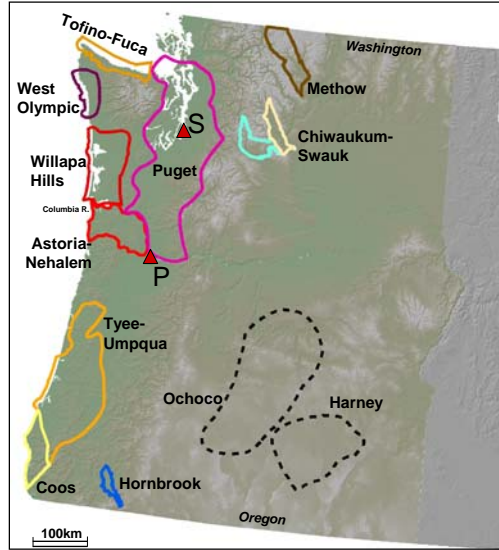 Tofino-Fuca
Washington
West
Olympic
Methow
S
Chiwaukum-
Swauk
Willapa
Hills
Puget
Columbia R.
Astoria-
Nehalem
P
Tyee-
Umpqua
Ochoco
Harney
Coos
Hornbrook
Oregon
100km